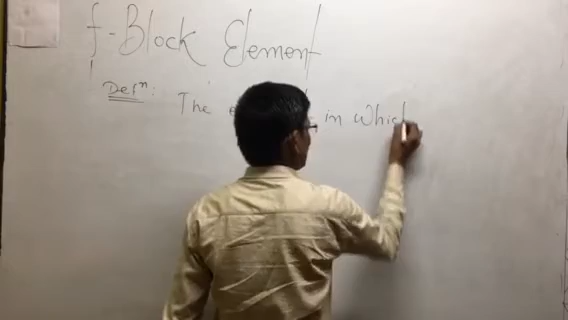 f-Block Element
Defⁿ: The in Which